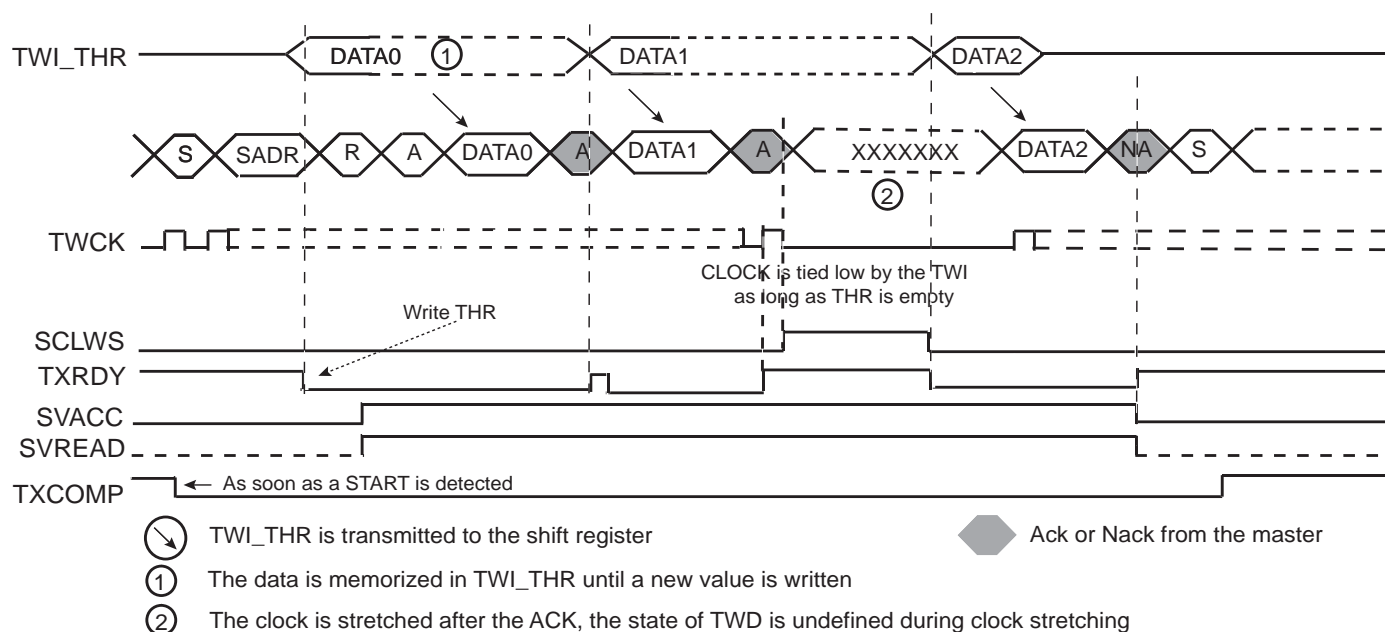 TWI_THR DATA0 1 DATA1 DATA2
S SADR R A DATA0 A DATA1 A XXXXXXX DATA2 NA S
2
TWCK
CLOCK is tied low by the TWI
as long as THR is empty
Write THR
SCLWS
TXRDY
SVACC
SVREAD
TXCOMP As soon as a START is detected
TWI_THR is transmitted to the shift register Ack or Nack from the master
1 The data is memorized in TWI_THR until a new value is written
2 The clock is stretched after the ACK, the state of TWD is undefined during clock stretching